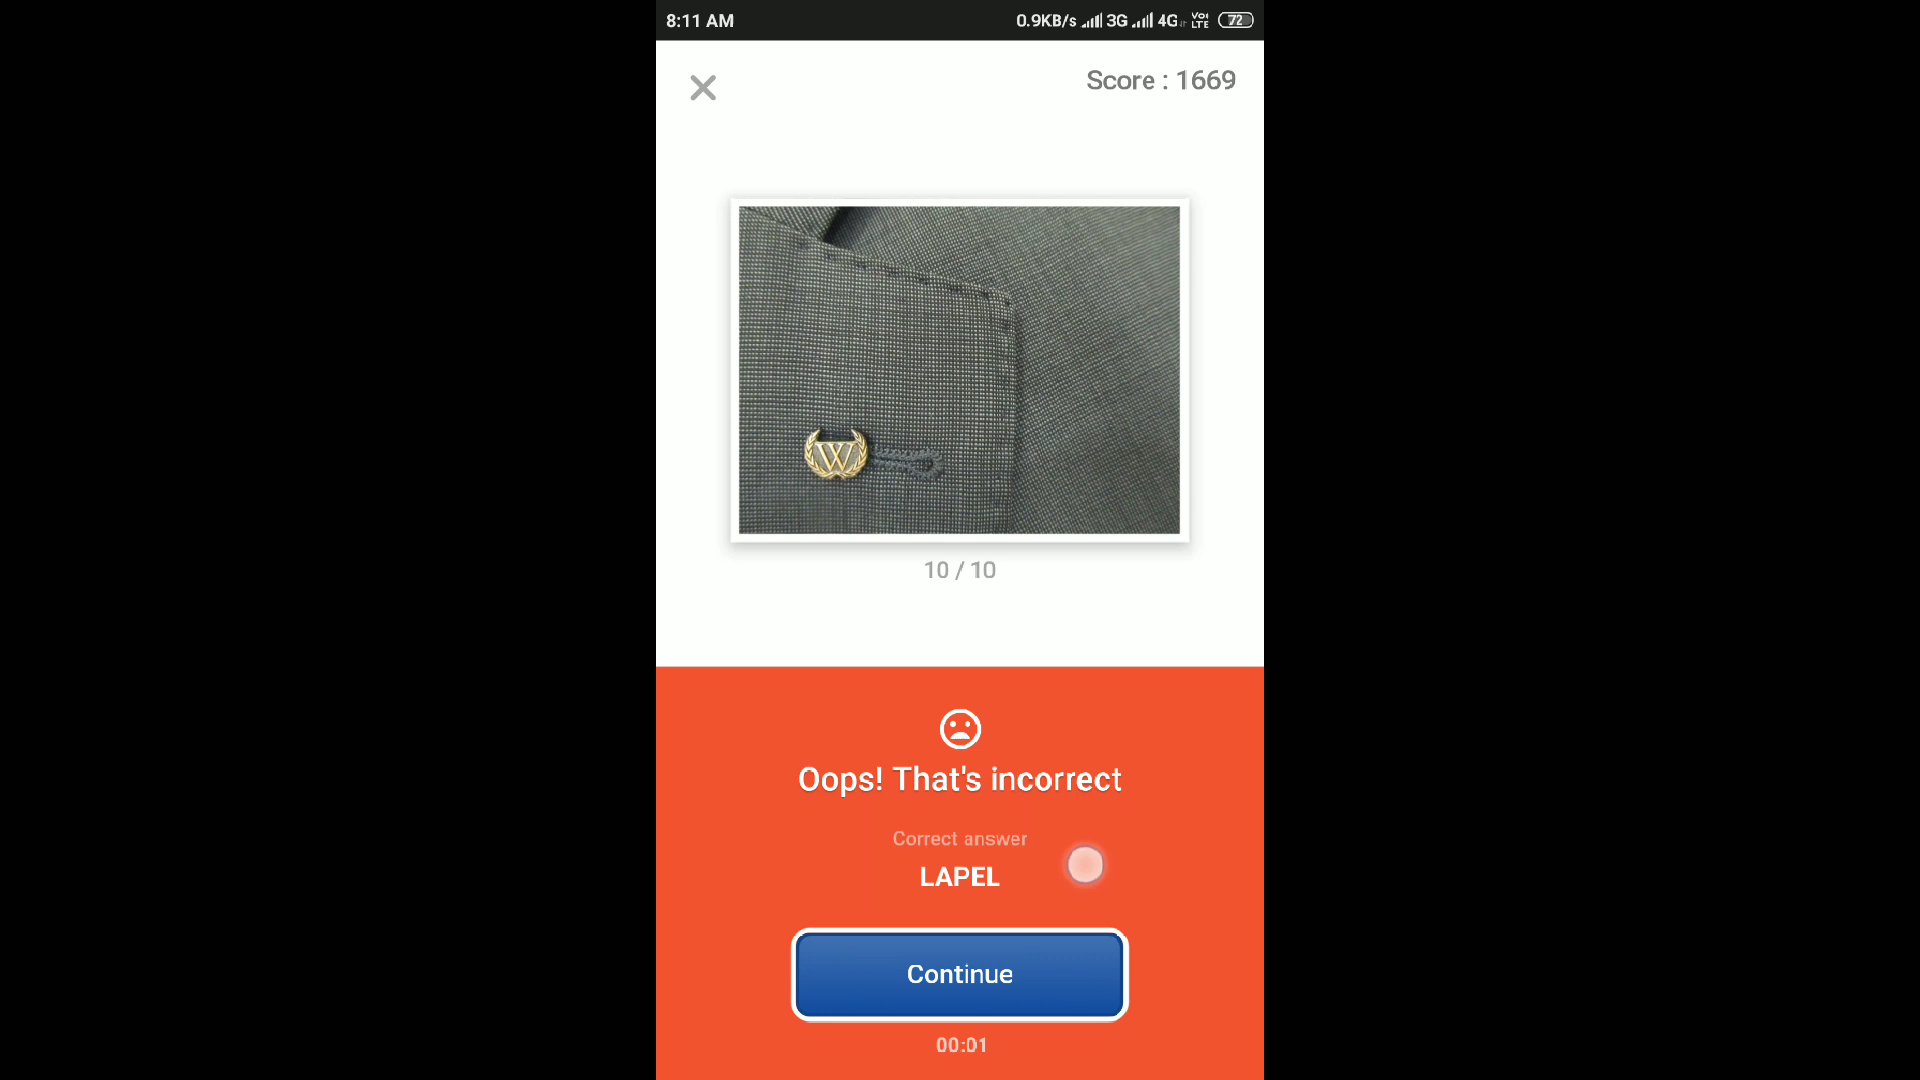 8:11 AM 0.9KB/s 3G 4G VoLTE 72
Score : 1669
W
10 / 10
Oops! That's incorrect
Correct answer
LAPEL
Continue
00:01